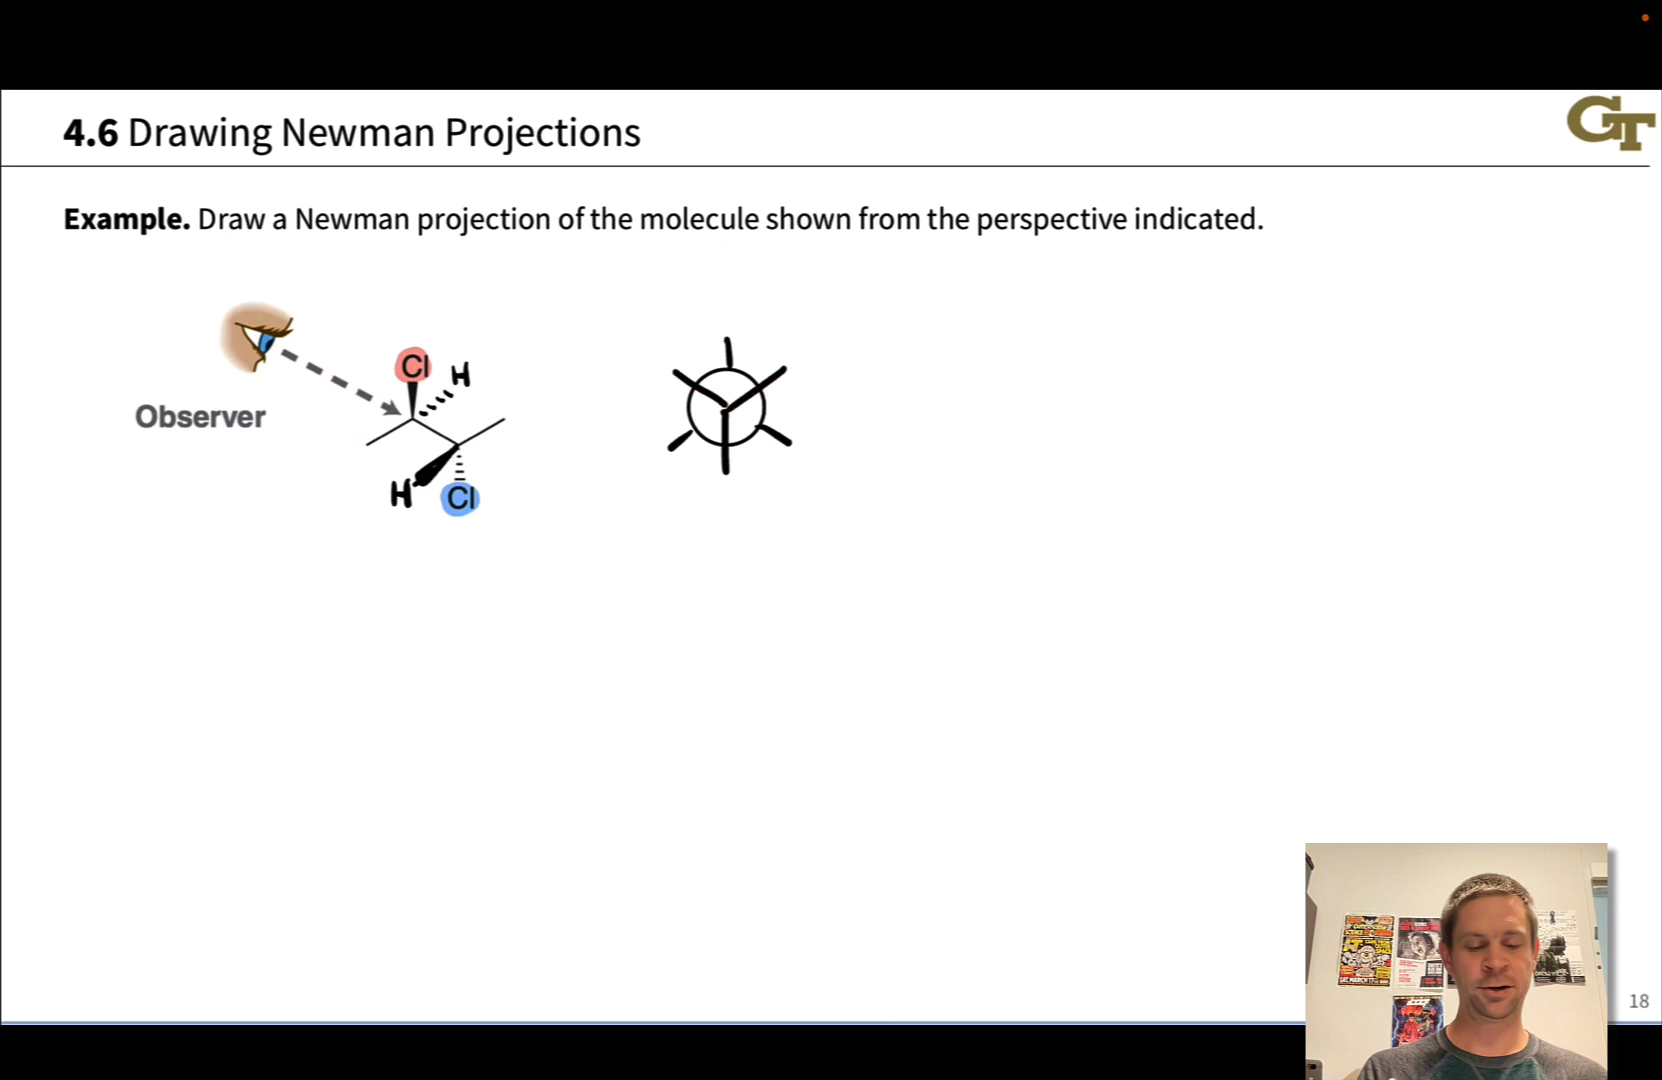 4.6 Drawing Newman Projections
GT
Example. Draw a Newman projection of the molecule shown from the perspective indicated.
Cl H
Observer
H Cl
18